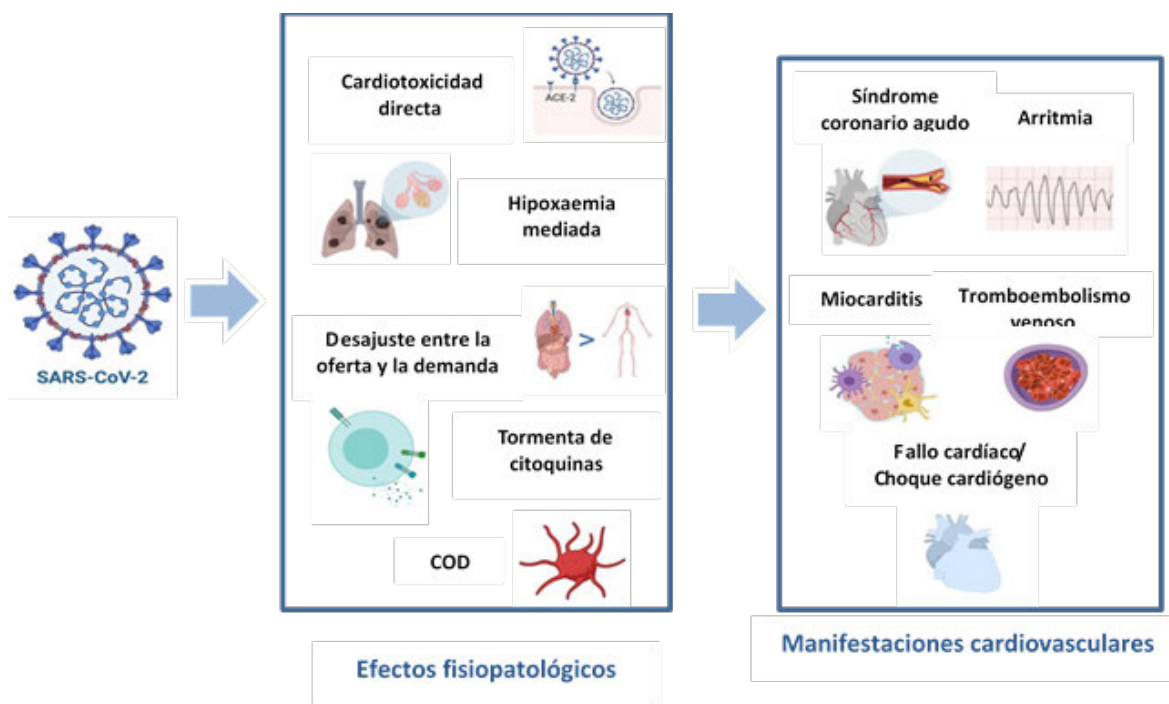 SARS-CoV-2
Cardiotoxicidad
directa
ACE-2
Hipoxaemia
mediada
Desajuste entre la
oferta y la demanda
>
Tormenta de
citoquinas
COD
Efectos fisiopatológicos
Síndrome
coronario agudo
Arritmia
Miocarditis
Tromboembolismo
venoso
Fallo cardíaco/
Choque cardiógeno
Manifestaciones cardiovasculares